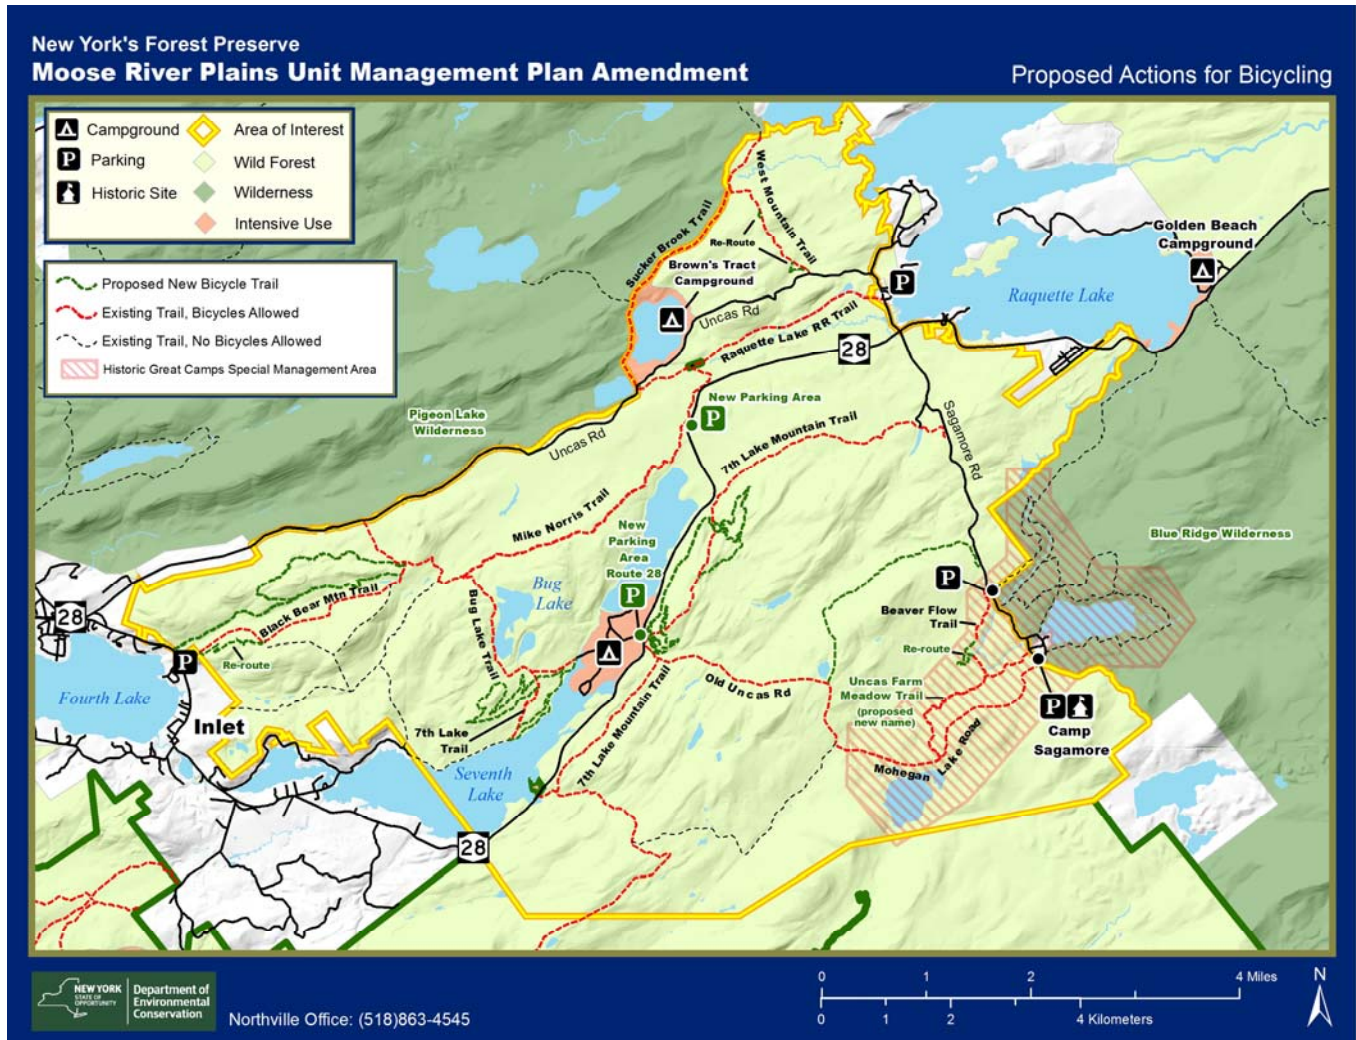 New York's Forest Preserve
Moose River Plains Unit Management Plan Amendment
Proposed Actions for Bicycling
Campground
Area of Interest
P
Parking
Wild Forest
Historic Site
Wilderness
Intensive Use
Proposed New Bicycle Trail
Existing Trail, Bicycles Allowed
Existing Trail, No Bicycles Allowed
Historic Great Camps Special Management Area
West Mountain Trail
Sucker Brook Trail
Re-Route
Brown's Tract
Campground
Uncas Rd
Raquette Lake RR Trail
28
P
Golden Beach
Campground
Raquette Lake
New Parking Area
P
Pigeon Lake
Wilderness
Uncas Rd
7th Lake Mountain Trail
Sagamore Rd
Mike Norris Trail
New
Parking
Area
Route 28
P
Blue Ridge Wilderness
Bug
Lake
Bug Lake Trail
Black Bear Mtn Trail
28
P
Re-route
Fourth Lake
Inlet
P
Beaver Flow
Trail
Re-route
Old Uncas Rd
Uncas Farm
Meadow Trail
(proposed
new name)
7th Lake
Trail
7th Lake Mountain Trail
Seventh
Lake
Mohegan Lake Road
P
Camp
Sagamore
28
NEW YORK
STATE OF
OPPORTUNITY
Department of
Environmental
Conservation
Northville Office: (518)863-4545
0 1 2 4 Miles
0 1 2 4 Kilometers
N